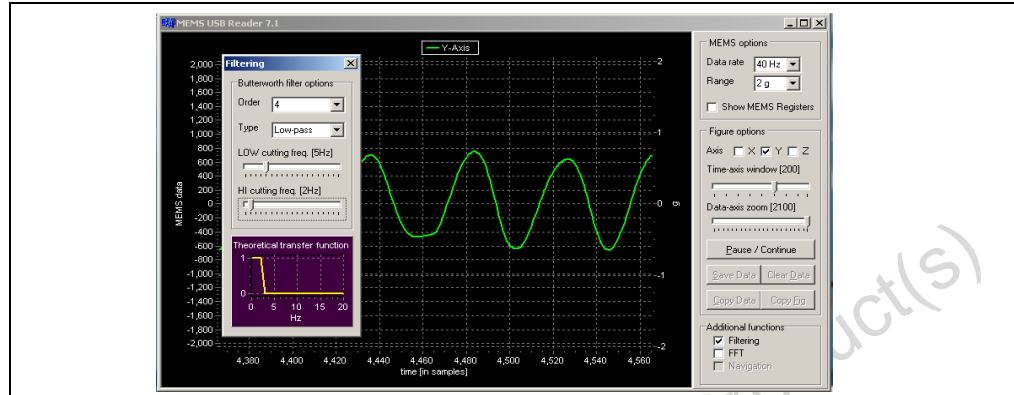 MEMS USB Reader 7.1
Y-Axis
2,000
1,800
1,600
1,400
1,200
1,000
800
600
400
200
0
-200
-400
-600
-800
-1,000
-1,200
-1,400
-1,600
-1,800
-2,000
MEMS data
4,380
4,400
4,420
4,440
4,460
4,480
4,500
4,520
4,540
4,560
time [in samples]
2
1
0
-1
-2
g
Filtering
Butterworth filter options
Order 4
Type Low-pass
LOW cutting freq. [5Hz]
HI cutting freq. [2Hz]
Theoretical transfer function
1
0
0 5 10 15 20
Hz
MEMS options
Data rate 40 Hz
Range 2 g
Show MEMS Registers
Figure options
Axis X Y Z
Time-axis window [200]
Data-axis zoom [2100]
Pause / Continue
Save Data Clear Data
Copy Data Copy Fig
Additional functions
Filtering
FFT
Navigation
uct(s)